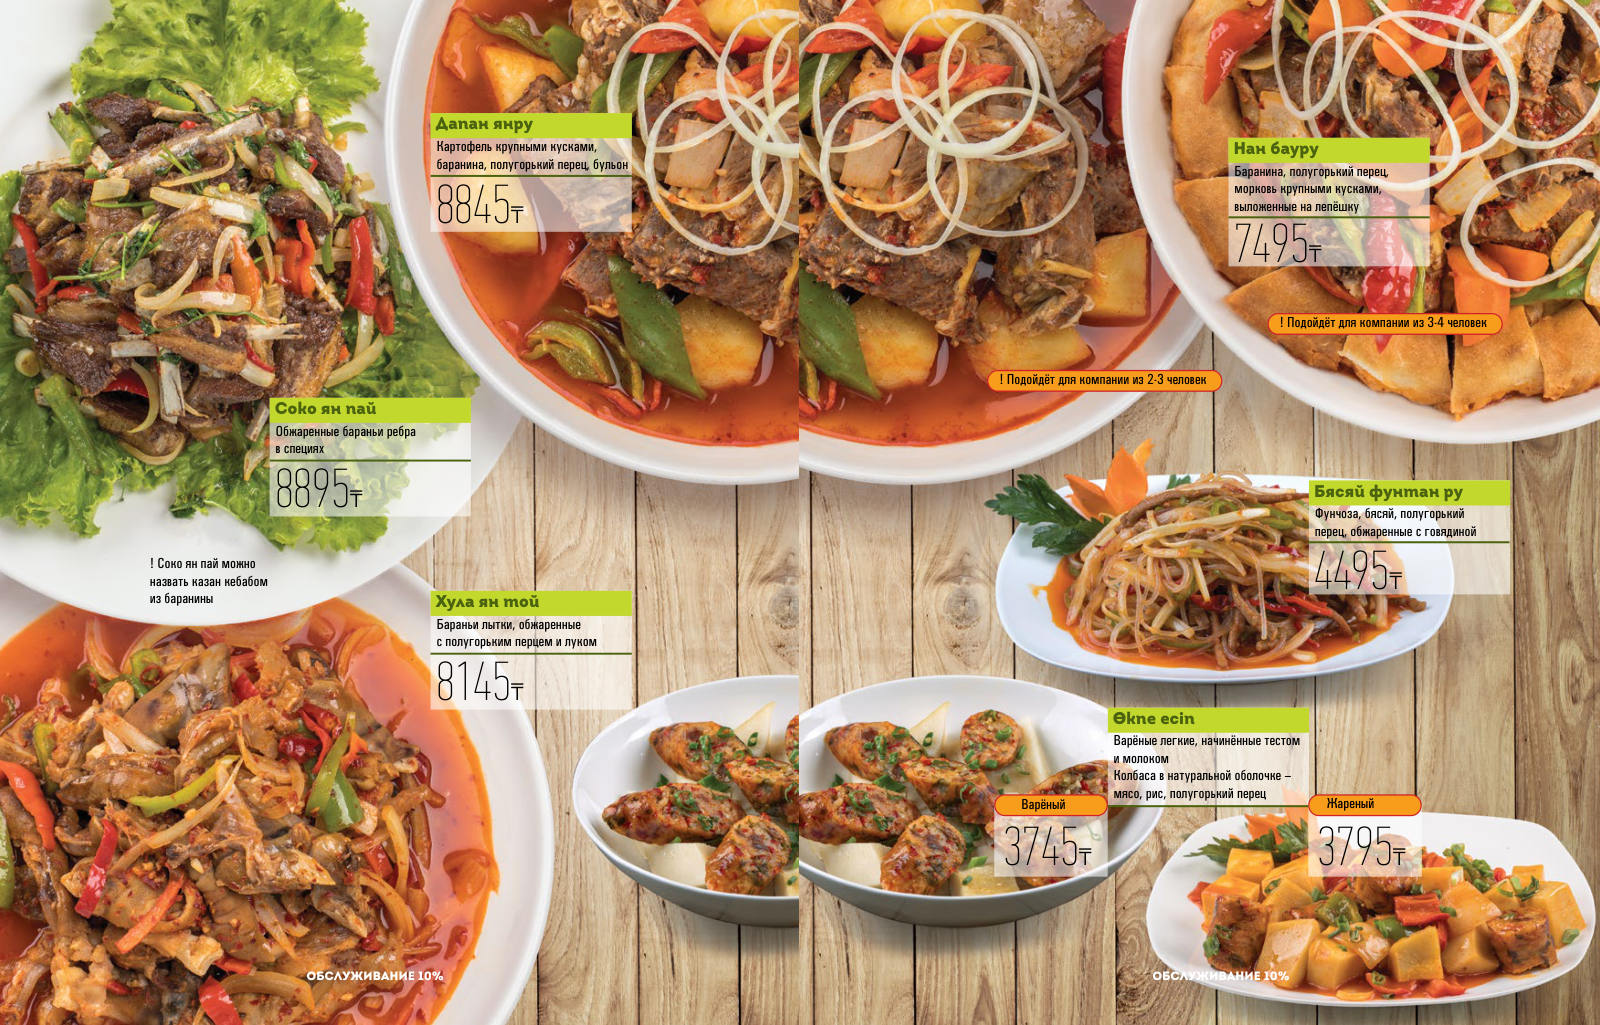 Дапан янру
Картофель крупными кусками,
баранина, полугорький перец, бульон
8845₸
Соко ян пай
Обжаренные бараньи ребра
в специях
8895₸
! Соко ян пай можно
назвать казан кебабом
из баранины
Хула ян той
Бараньи лытки, обжаренные
с полугорьким перцем и луком
8145₸
ОБСЛУЖИВАНИЕ 10%
Нан бауру
Баранина, полугорький перец,
морковь крупными кусками,
выложенные на лепёшку
7495₸
! Подойдёт для компании из 3-4 человек
! Подойдёт для компании из 2-3 человек
Бясяй фунтан ру
Фунчоза, бясяй, полугорький
перец, обжаренные с говядиной
4495₸
Өкпе есіп
Варёные легкие, начинённые тестом
и молоком
Колбаса в натуральной оболочке –
мясо, рис, полугорький перец
Варёный
3745₸
Жареный
3795₸
ОБСЛУЖИВАНИЕ 10%